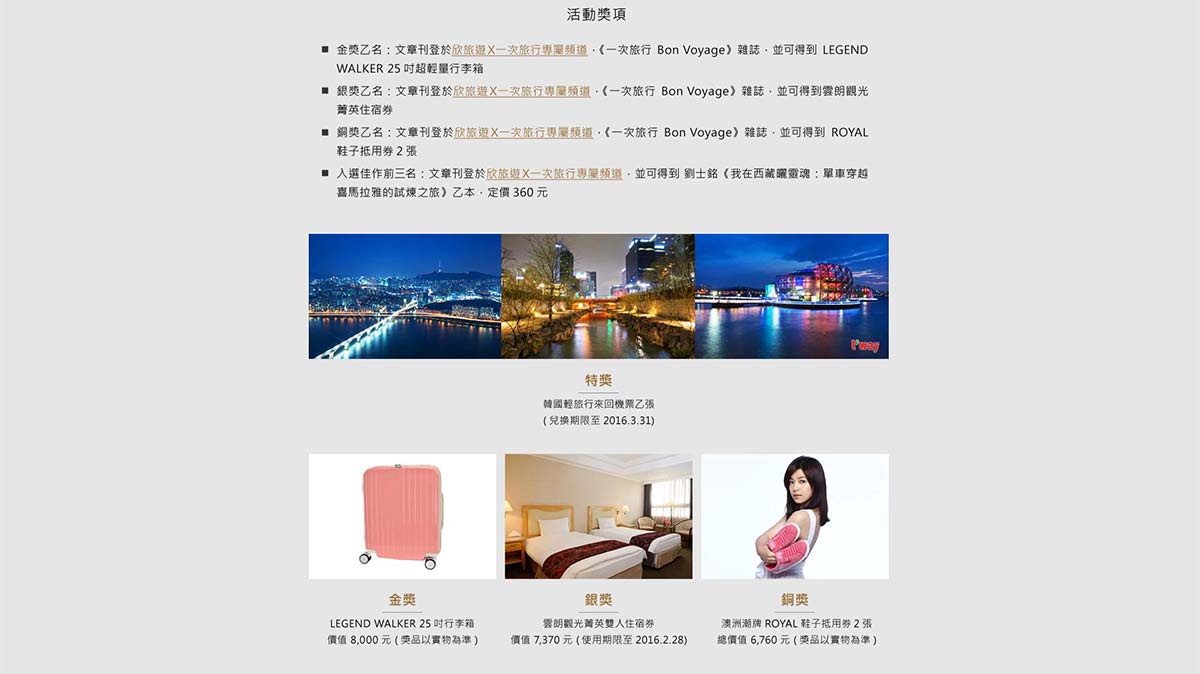 活動獎項
■ 金獎乙名：文章刊登於欣旅遊X一次旅行專屬頻道，《一次旅行 Bon Voyage》雜誌，並可得到 LEGEND
WALKER 25 吋超輕量行李箱
■ 銀獎乙名：文章刊登於欣旅遊X一次旅行專屬頻道，《一次旅行 Bon Voyage》雜誌，並可得到雲朗觀光
菁英住宿券
■ 銅獎乙名：文章刊登於欣旅遊X一次旅行專屬頻道，《一次旅行 Bon Voyage》雜誌，並可得到 ROYAL
鞋子抵用券 2 張
■ 入選佳作前三名：文章刊登於欣旅遊X一次旅行專屬頻道，並可得到 劉士銘《我在西藏曬靈魂：單車穿越
喜馬拉雅的試煉之旅》乙本，定價 360 元
t'way
特獎
韓國輕旅行來回機票乙張
( 兌換期限至 2016.3.31)
金獎
LEGEND WALKER 25 吋行李箱
價值 8,000 元 ( 獎品以實物為準 )
銀獎
雲朗觀光菁英雙人住宿券
價值 7,370 元 ( 使用期限至 2016.2.28)
銅獎
澳洲潮牌 ROYAL 鞋子抵用券 2 張
總價值 6,760 元 ( 獎品以實物為準 )